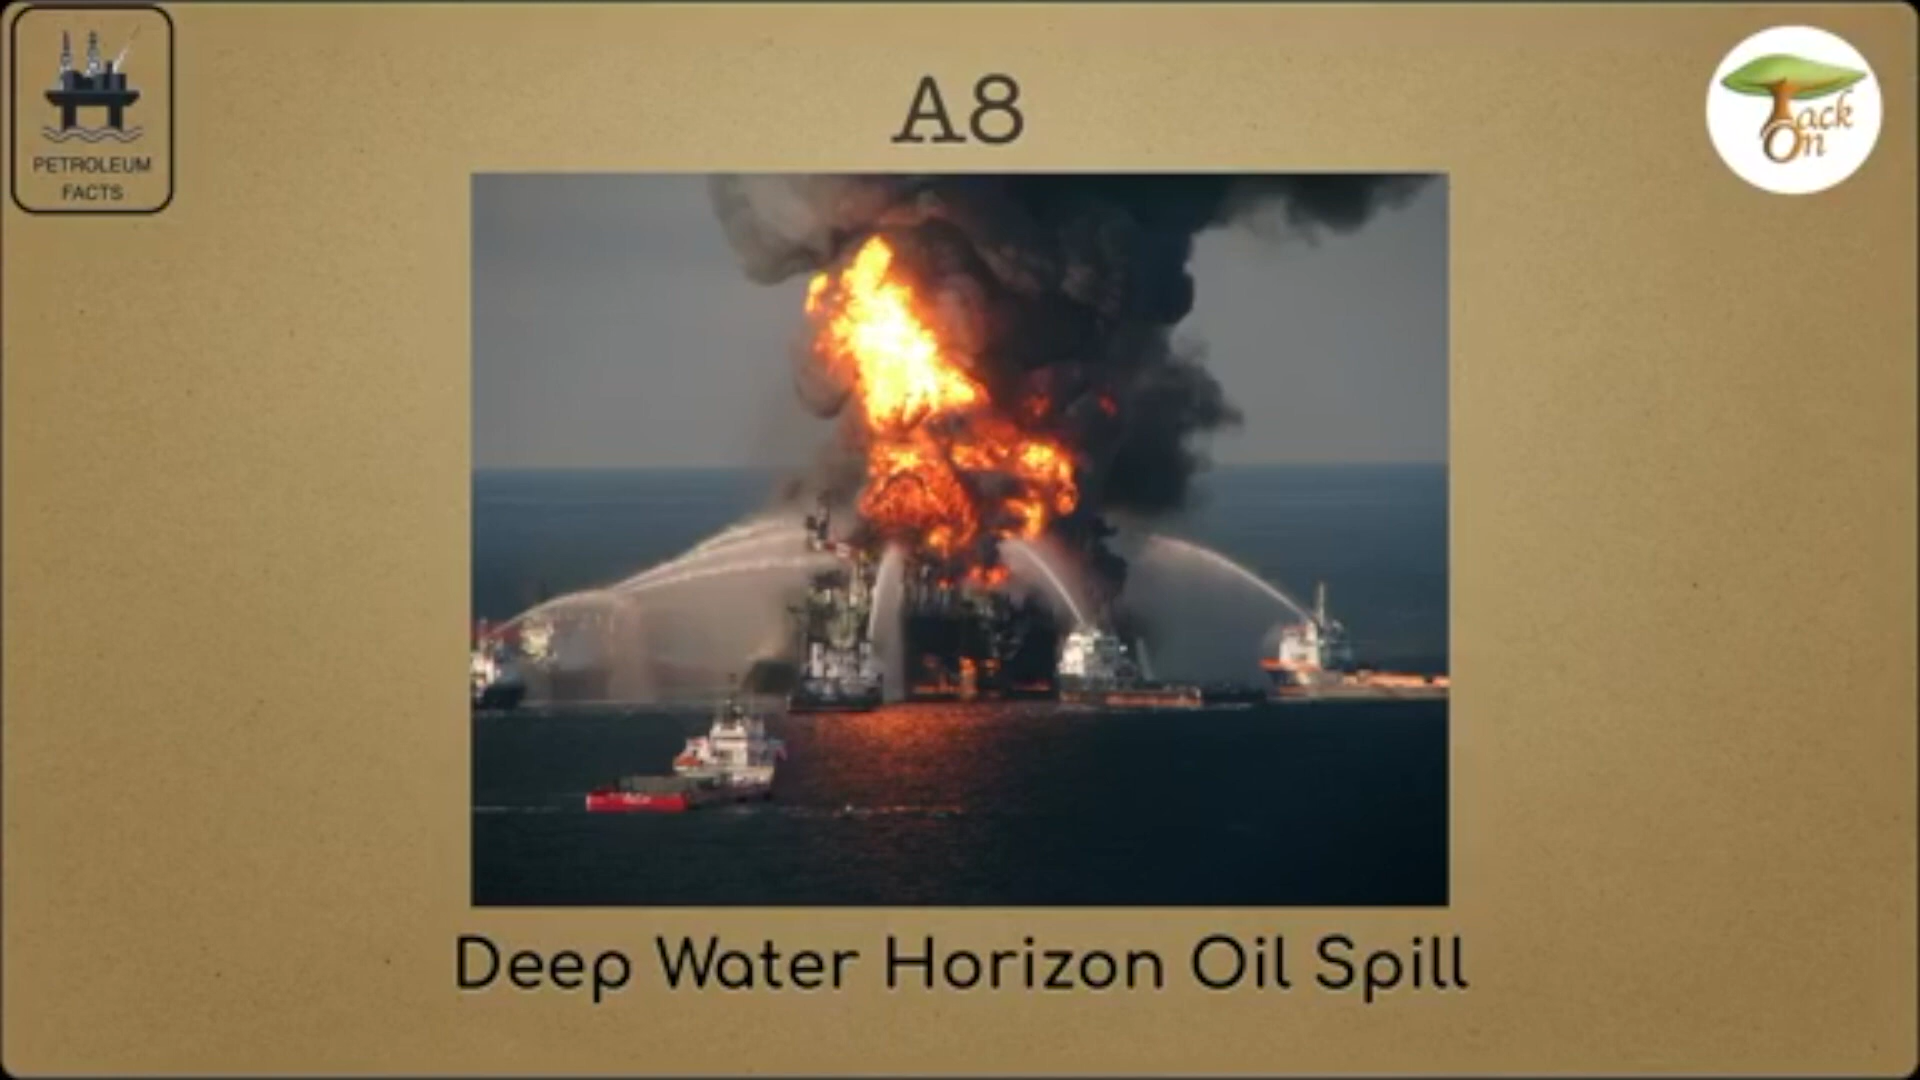 PETROLEUM
FACTS
A8
Tack
On
Deep Water Horizon Oil Spill